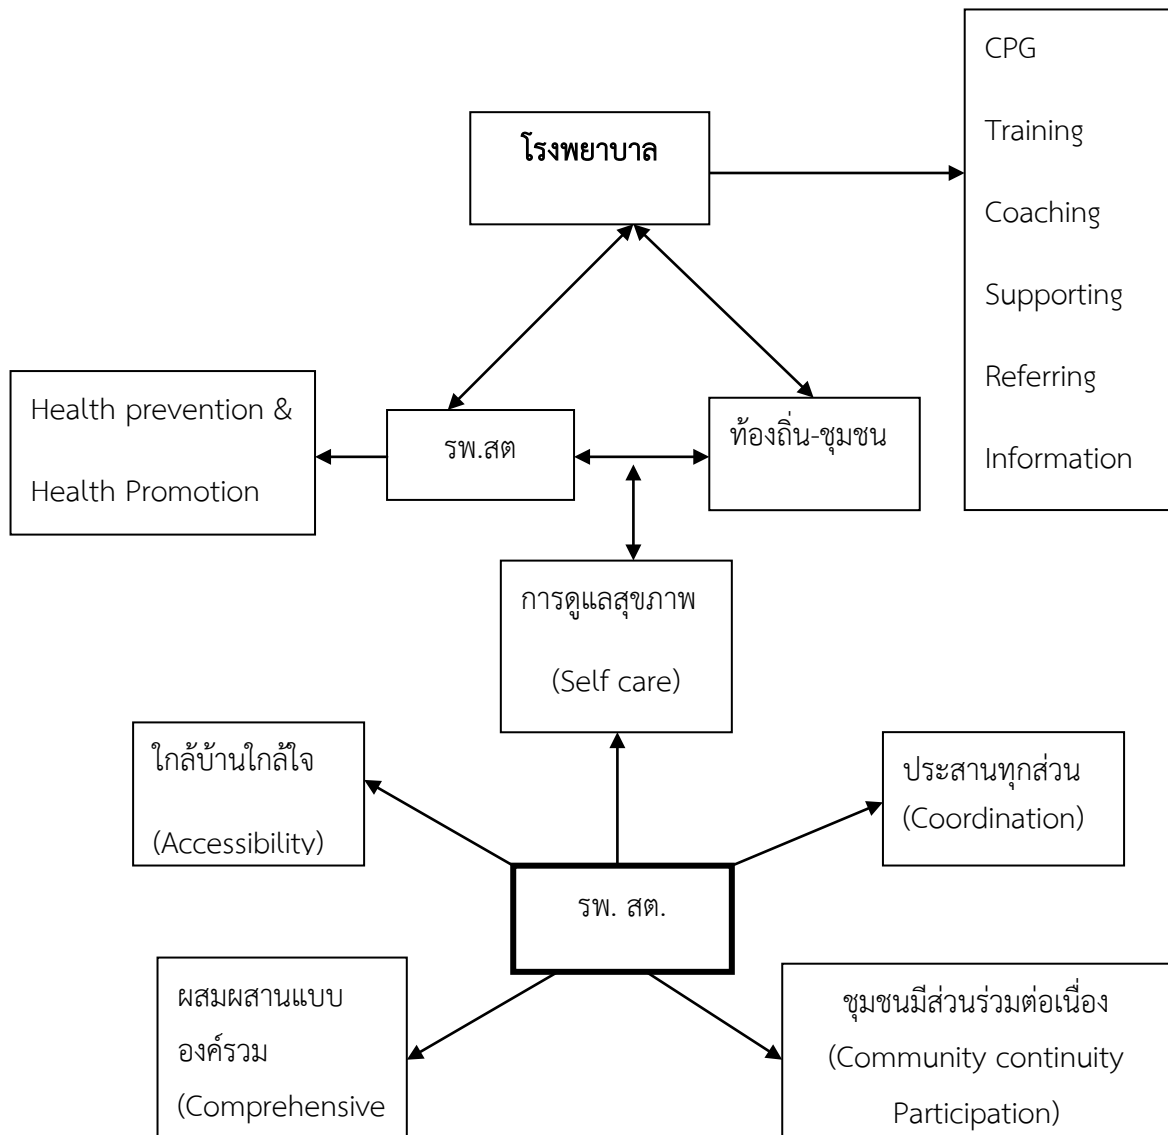 CPG
Training
Coaching
Supporting
Referring
Information
โรงพยาบาล
Health prevention &
Health Promotion
รพ.สต
ท้องถิ่น-ชุมชน
การดูแลสุขภาพ
(Self care)
ใกล้บ้านใกล้ใจ
(Accessibility)
ประสานทุกส่วน
(Coordination)
รพ. สต.
ผสมผสานแบบ
องค์รวม
(Comprehensive
ชุมชนมีส่วนร่วมต่อเนื่อง
(Community continuity
Participation)